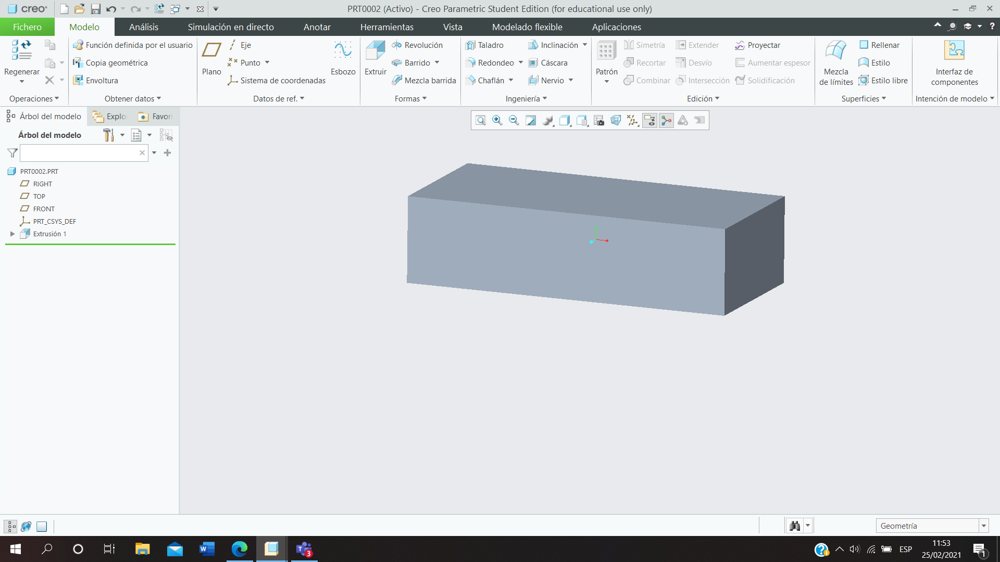 creo
PRT0002 (Activo) - Creo Parametric Student Edition (for educational use only)
Fichero Modelo Análisis Simulación en directo Anotar Herramientas Vista Modelado flexible Aplicaciones
Función definida por el usuario Eje Revolución Taladro Inclinación Simetría Extender Proyectar Rellenar
Copia geométrica Punto Barrido Redondeo Cáscara Recortar Desvío Aumentar espesor Estilo
Regenerar Plano Esbozo Extruir Patrón Mezcla de límites Interfaz de componentes
Envoltura Sistema de coordenadas Mezcla barrida Chaflán Nervio Combinar Intersección Solidificación Estilo libre
Operaciones Obtener datos Datos de ref. Formas Ingeniería Edición Superficies Intención de modelo
Árbol del modelo Explo Favori
Árbol del modelo
PRT0002.PRT
RIGHT
TOP
FRONT
PRT_CSYS_DEF
Extrusión 1
Geometría
ESP
11:53
25/02/2021
3
1